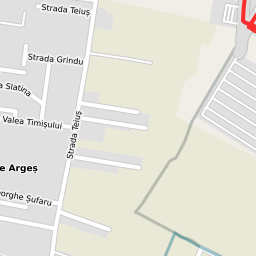 Strada Teiuș
Strada Grindu
Slatina
Valea Timișului
Strada Teiuș
e Argeș
orghe Șufaru